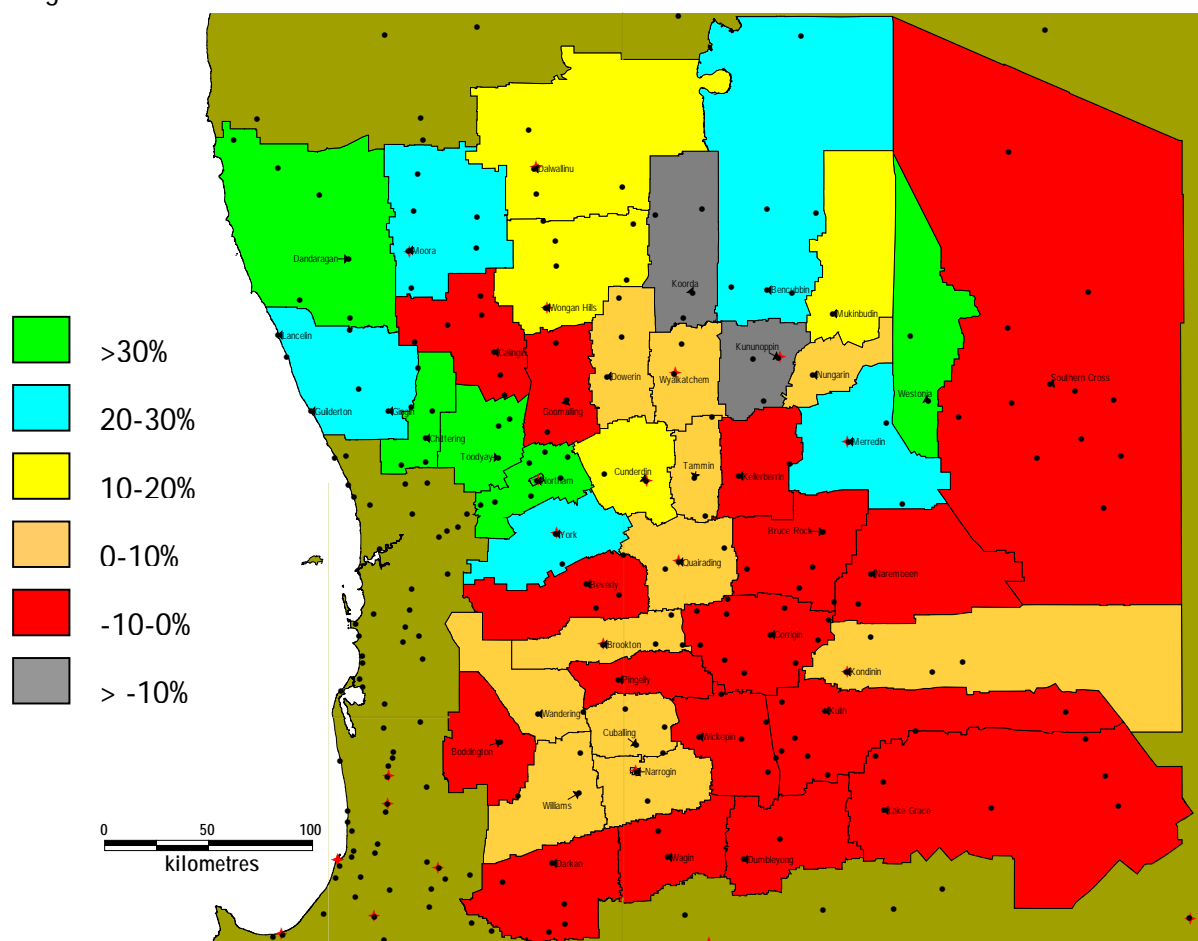 >30%
20-30%
10-20%
0-10%
-10-0%
> -10%
Dalwallinu
Moora
Dandaragan
Koorda
Bencubbin
Wongan Hills
Mukinbudin
Lancelin
Calingiri
Kununoppin
Dowerin
Wyalkatchem
Nungarin
Southern Cross
Westonia
Guilderton
Gingin
Goomalling
Chittering
Merredin
Toodyay
Cunderdin
Tammin
Northam
Kellerberrin
York
Bruce Rock
Quairading
Narembeen
Beverly
Brookton
Corrigin
Kondinin
Pingelly
Wandering
Kulin
Cuballing
Wickepin
Boddington
Narrogin
Williams
Lake Grace
0 50 100
kilometres
Darkan
Wagin
Dumbleyung